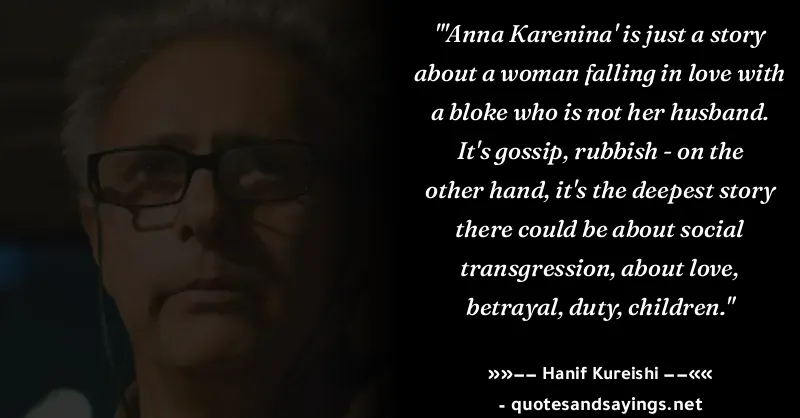 "'Anna Karenina' is just a story
about a woman falling in love with
a bloke who is not her husband.
It's gossip, rubbish - on the
other hand, it's the deepest story
there could be about social
transgression, about love,
betrayal, duty, children."
»»−− Hanif Kureishi −−««
- quotesandsayings.net